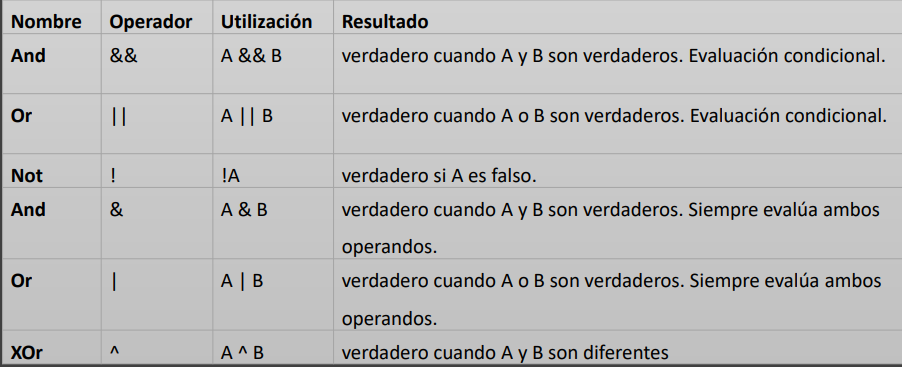 Nombre Operador Utilización Resultado
And && A && B verdadero cuando A y B son verdaderos. Evaluación condicional.
Or || A || B verdadero cuando A o B son verdaderos. Evaluación condicional.
Not ! !A verdadero si A es falso.
And & A & B verdadero cuando A y B son verdaderos. Siempre evalúa ambos
operandos.
Or | A | B verdadero cuando A o B son verdaderos. Siempre evalúa ambos
operandos.
XOr ^ A ^ B verdadero cuando A y B son diferentes